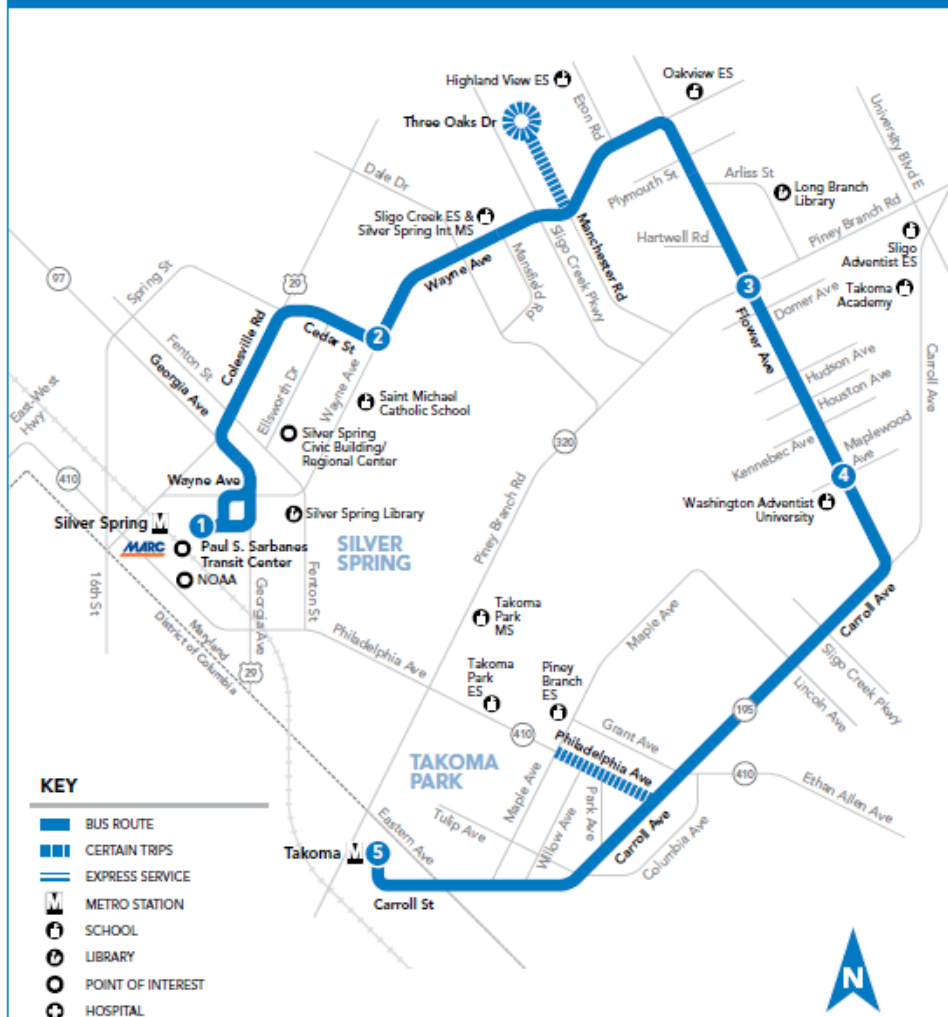 Highland View ES
Oakview ES
Three Oaks Dr
Eton Rd
University Blvd E
Dale Dr
Plymouth St
Arliss St
Long Branch
Library
Piney Branch Rd
Sligo Creek ES &
Silver Spring Int MS
Sligo Creek Pkwy
Manchester Rd
Hartwell Rd
Sligo
Adventist ES
Wayne Ave
Mansfield Rd
Takoma
Academy
97
Spring St
29
3
Domer Ave
Flower Ave
Colesville Rd
Cedar St
2
Fenton St
Georgia Ave
Ellsworth Dr
Wayne Ave
Hudson Ave
Houston Ave
Carroll Ave
East-West
Hwy
Saint Michael
Catholic School
Silver Spring
Civic Building/
Regional Center
320
Kennebec Ave
Maplewood
Ave
410
Wayne Ave
4
Washington Adventist
University
Silver Spring M
1
Silver Spring Library
MARC
Paul S. Sarbanes
Transit Center
NOAA
SILVER
SPRING
Piney Branch Rd
16th St
Georgia Ave
Fenton St
Maryland
District of Columbia
29
Philadelphia Ave
Takoma
Park
MS
Maple Ave
Carroll Ave
Sligo Creek Pkwy
Lincoln Ave
Takoma
Park
ES
Piney
Branch
ES
195
410
Grant Ave
Philadelphia Ave
TAKOMA
PARK
410
Ethan Allen Ave
Maple Ave
Willow Ave
Park Ave
Carroll Ave
Columbia Ave
Tulip Ave
Eastern Ave
Takoma M
5
Carroll St
KEY
BUS ROUTE
CERTAIN TRIPS
EXPRESS SERVICE
M METRO STATION
SCHOOL
LIBRARY
POINT OF INTEREST
HOSPITAL
N